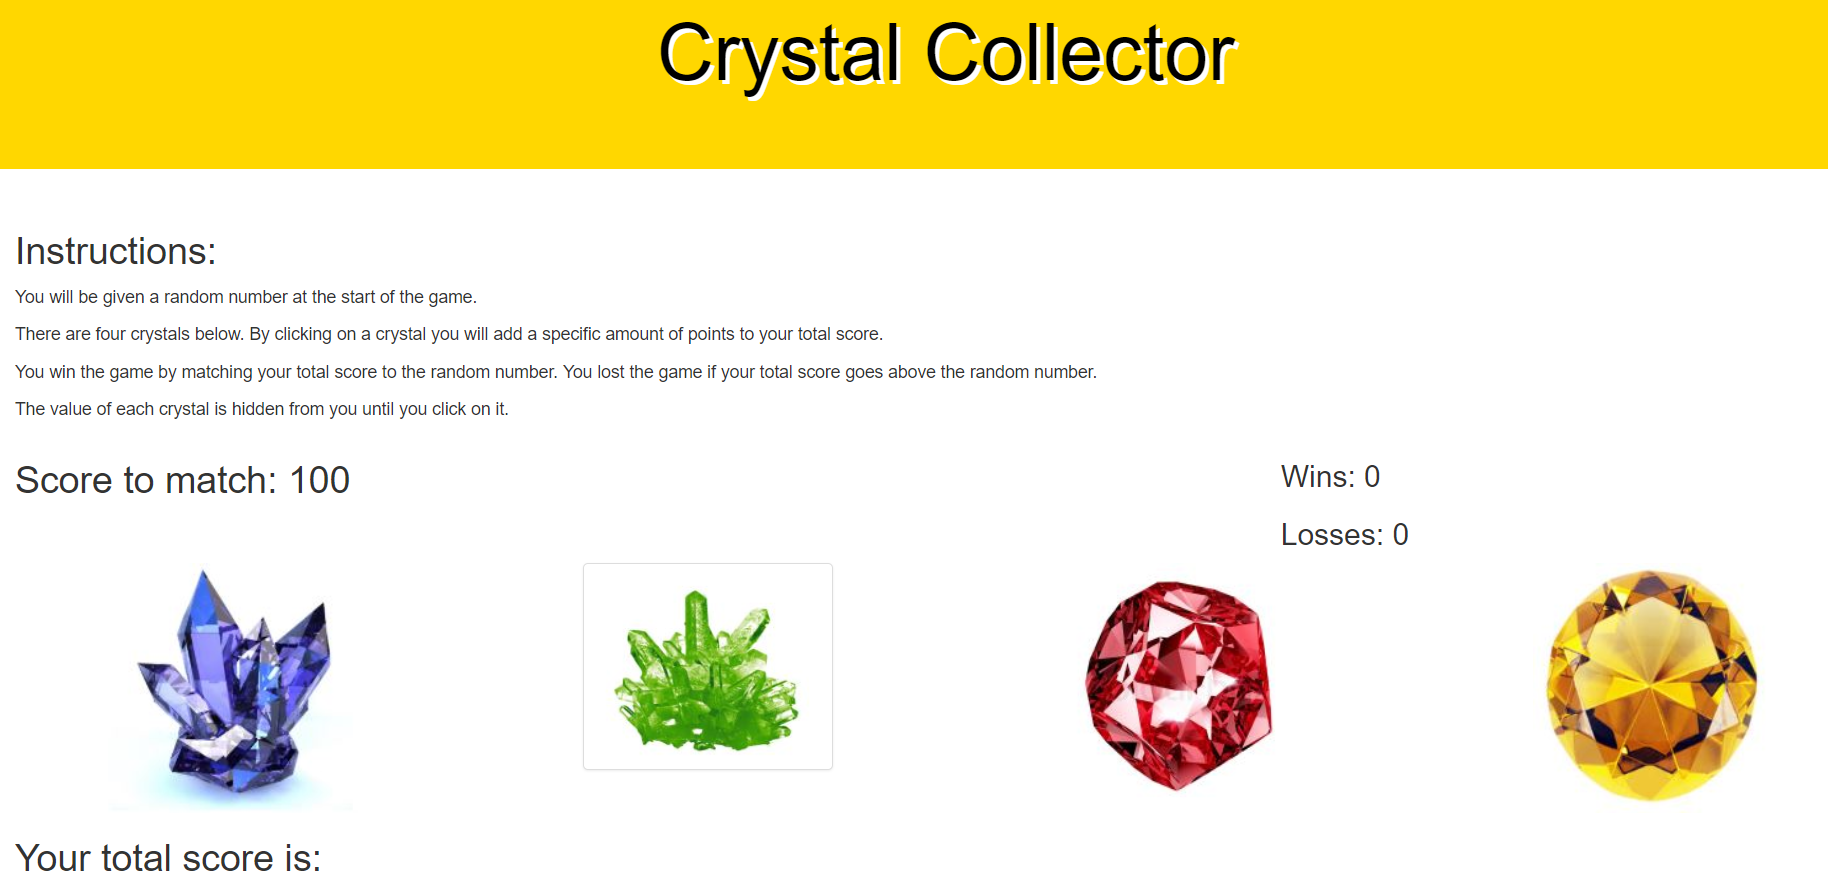 Crystal Collector
Instructions:
You will be given a random number at the start of the game.
There are four crystals below. By clicking on a crystal you will add a specific amount of points to your total score.
You win the game by matching your total score to the random number. You lost the game if your total score goes above the random number.
The value of each crystal is hidden from you until you click on it.
Score to match: 100
Wins: 0
Losses: 0
Your total score is: